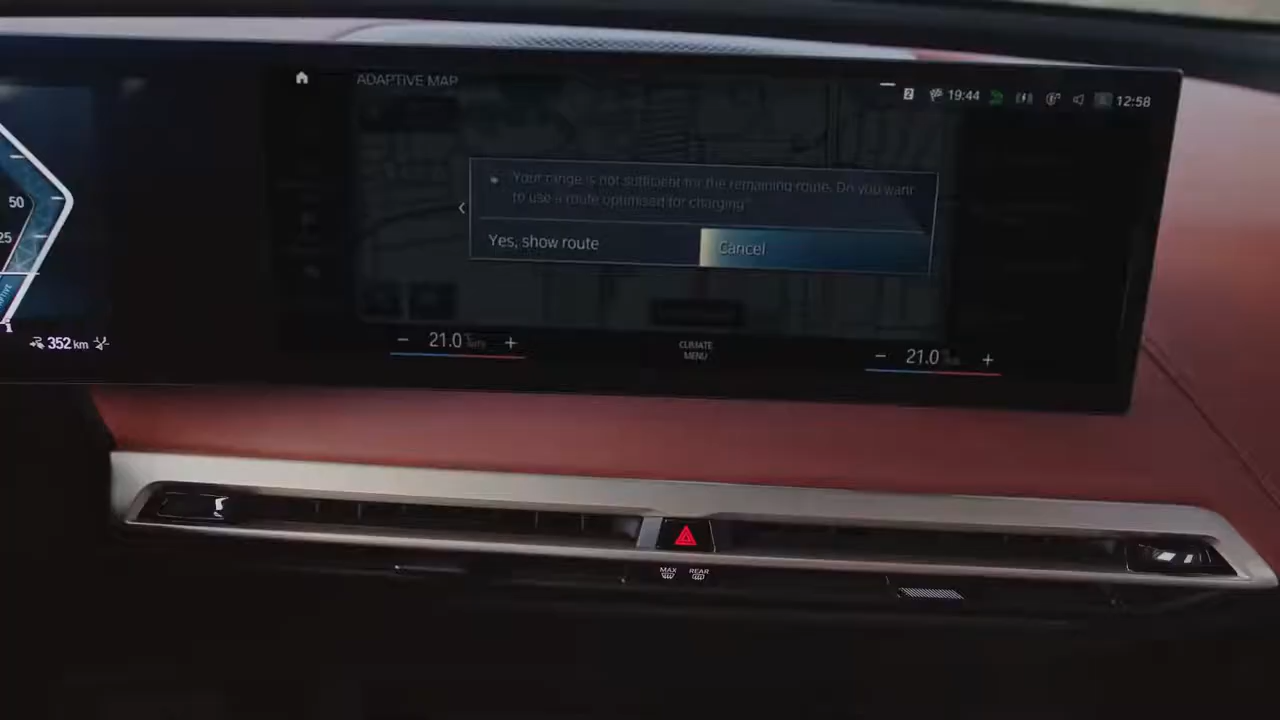 ADAPTIVE MAP
2 19:44 12:58
Your range is not sufficient for the remaining route. Do you want
to use a route optimised for charging?
Yes, show route
Cancel
50
25
352 km
- 21.0 +
CLIMATE
MENU
- 21.0 +
MAX
REAR